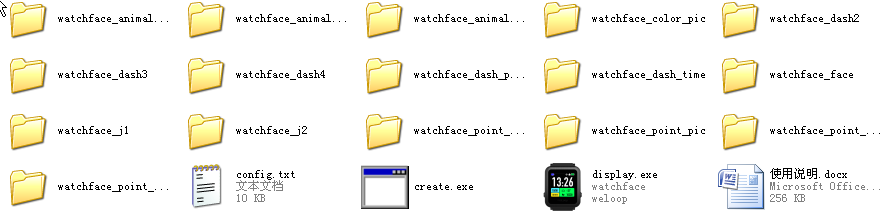 watchface_animal...
watchface_animal...
watchface_animal...
watchface_color_pic
watchface_dash2
watchface_dash3
watchface_dash4
watchface_dash_p...
watchface_dash_time
watchface_face
watchface_j1
watchface_j2
watchface_point_...
watchface_point_pic
watchface_point_...
watchface_point_...
config.txt
文本文档
10 KB
create.exe
13:26
display.exe
watchface
weloop
使用说明.docx
Microsoft Office...
256 KB